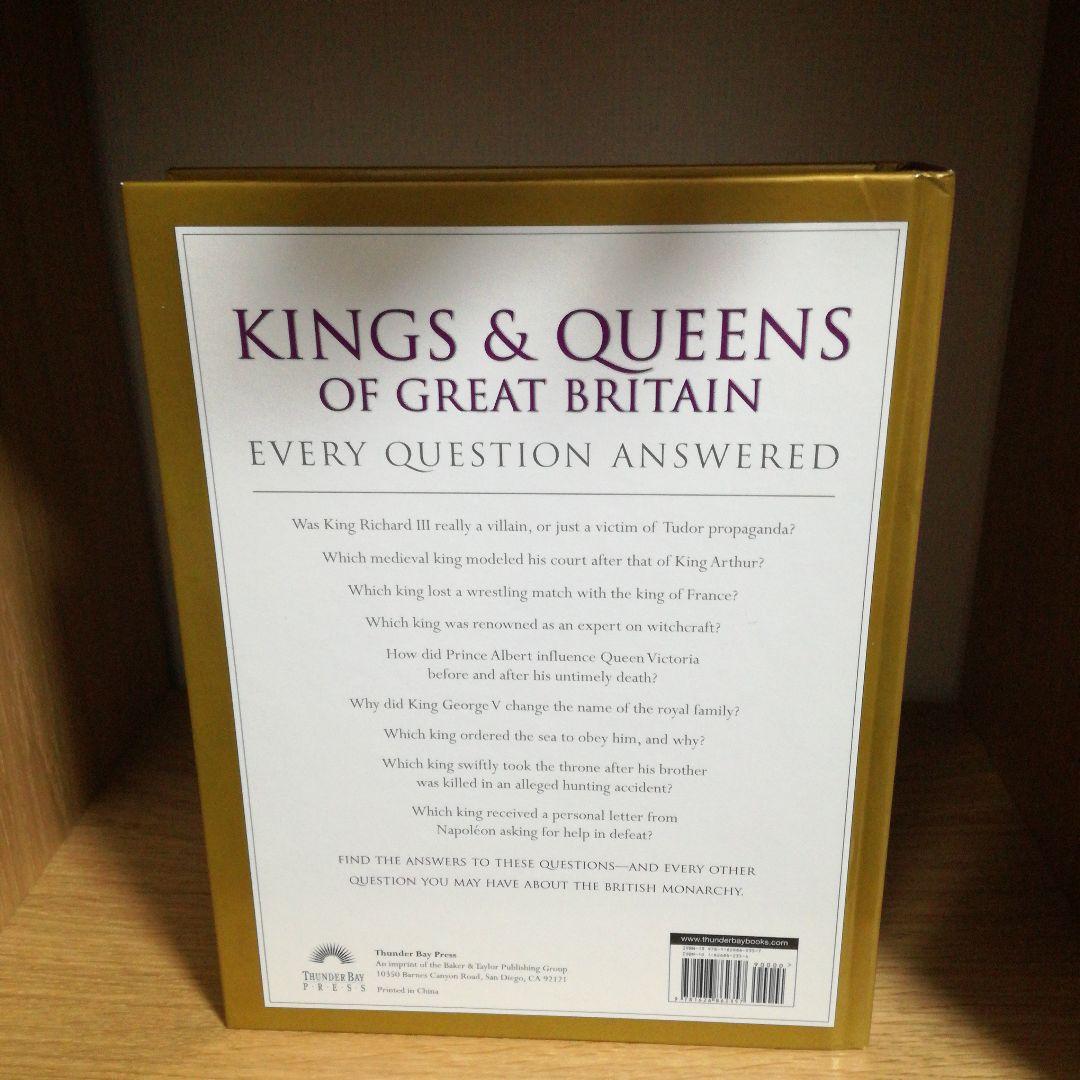 KINGS & QUEENS
OF GREAT BRITAIN
EVERY QUESTION ANSWERED
Was King Richard III really a villain, or just a victim of Tudor propaganda?
Which medieval king modeled his court after that of King Arthur?
Which king lost a wrestling match with the king of France?
Which king was renowned as an expert on witchcraft?
How did Prince Albert influence Queen Victoria
before and after his untimely death?
Why did King George V change the name of the royal family?
Which king ordered the sea to obey him, and why?
Which king swiftly took the throne after his brother
was killed in an alleged hunting accident?
Which king received a personal letter from
Napoléon asking for help in defeat?
FIND THE ANSWERS TO THESE QUESTIONS—AND EVERY OTHER
QUESTION YOU MAY HAVE ABOUT THE BRITISH MONARCHY.
THUNDER BAY
P·R·E·S·S
Thunder Bay Press
An imprint of the Baker & Taylor Publishing Group
10350 Barnes Canyon Road, San Diego, CA 92121
Printed in China
www.thunderbaybooks.com